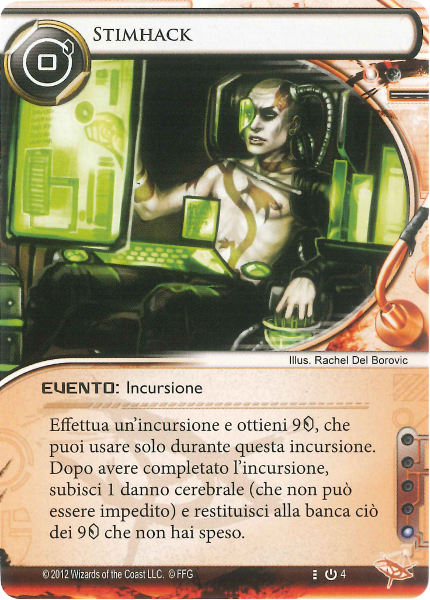 STIMHACK
0
Illus. Rachel Del Borovic
EVENTO: Incursione
Effettua un'incursione e ottieni 9, che
puoi usare solo durante questa incursione.
Dopo avere completato l'incursione,
subisci 1 danno cerebrale (che non può
essere impedito) e restituisci alla banca ciò
dei 9 che non hai speso.
© 2012 Wizards of the Coast LLC. © FFG
4